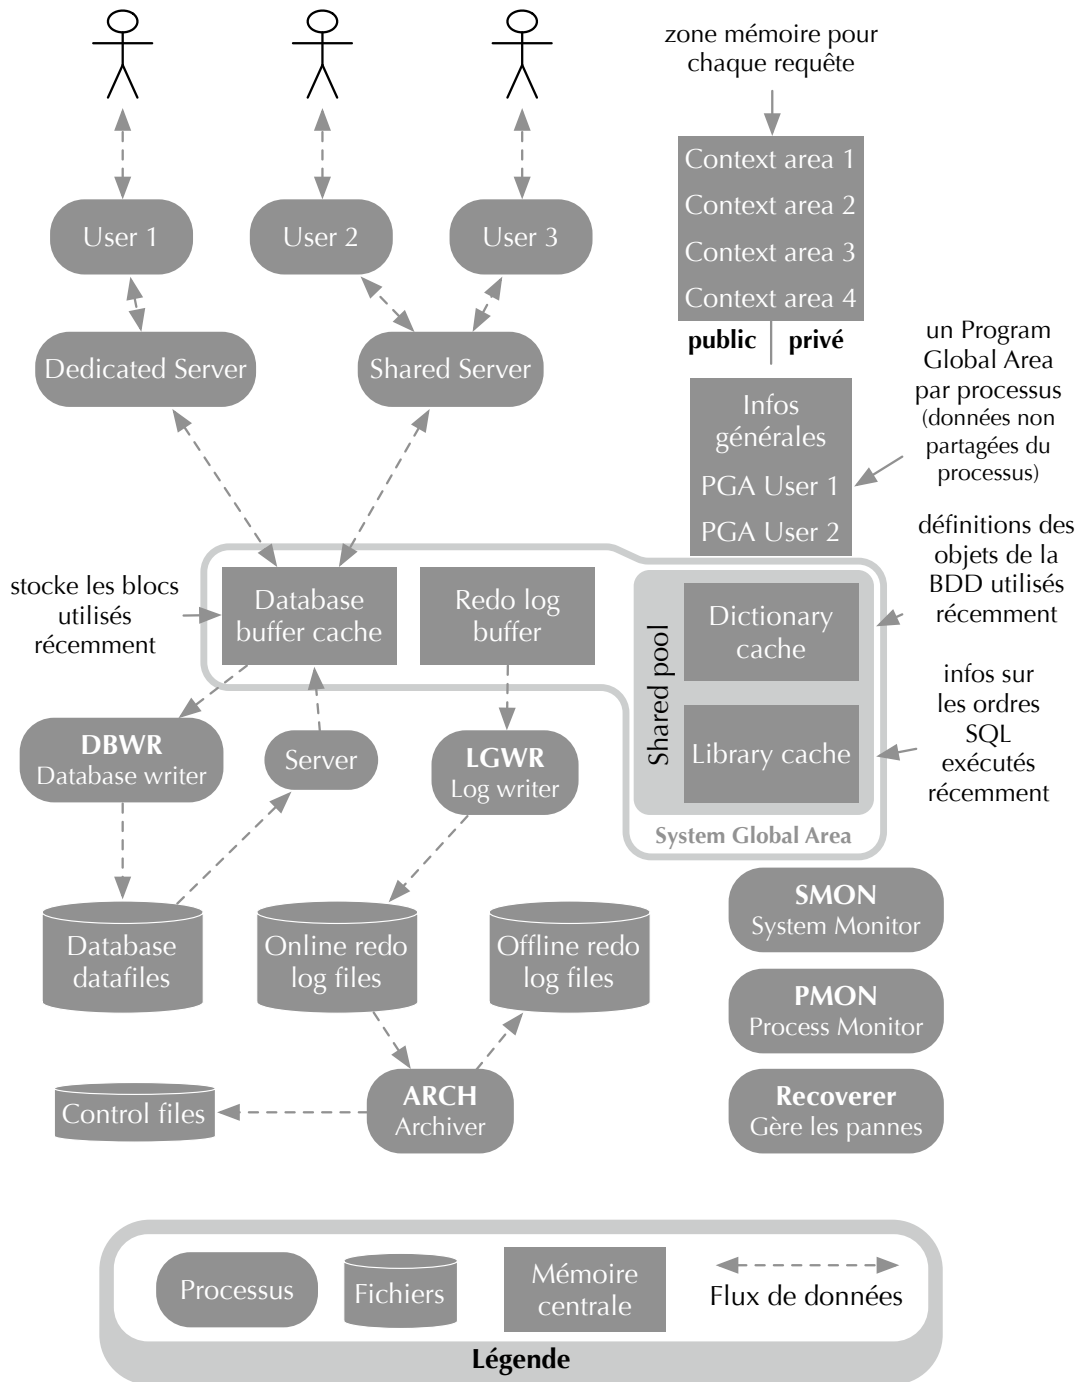 zone mémoire pour
chaque requête
Context area 1
Context area 2
Context area 3
Context area 4
public privé
User 1
User 2
User 3
Dedicated Server
Shared Server
un Program
Global Area
par processus
(données non
partagées du
processus)
Infos
générales
PGA User 1
PGA User 2
stocke les blocs
utilisés
récemment
Database
buffer cache
Redo log
buffer
Shared pool
Dictionary
cache
Library cache
System Global Area
définitions des
objets de la
BDD utilisés
récemment
infos sur
les ordres
SQL
exécutés
récemment
DBWR
Database writer
Server
LGWR
Log writer
Database
datafiles
Online redo
log files
Offline redo
log files
SMON
System Monitor
PMON
Process Monitor
Control files
ARCH
Archiver
Recoverer
Gère les pannes
Processus
Fichiers
Mémoire
centrale
Flux de données
Légende